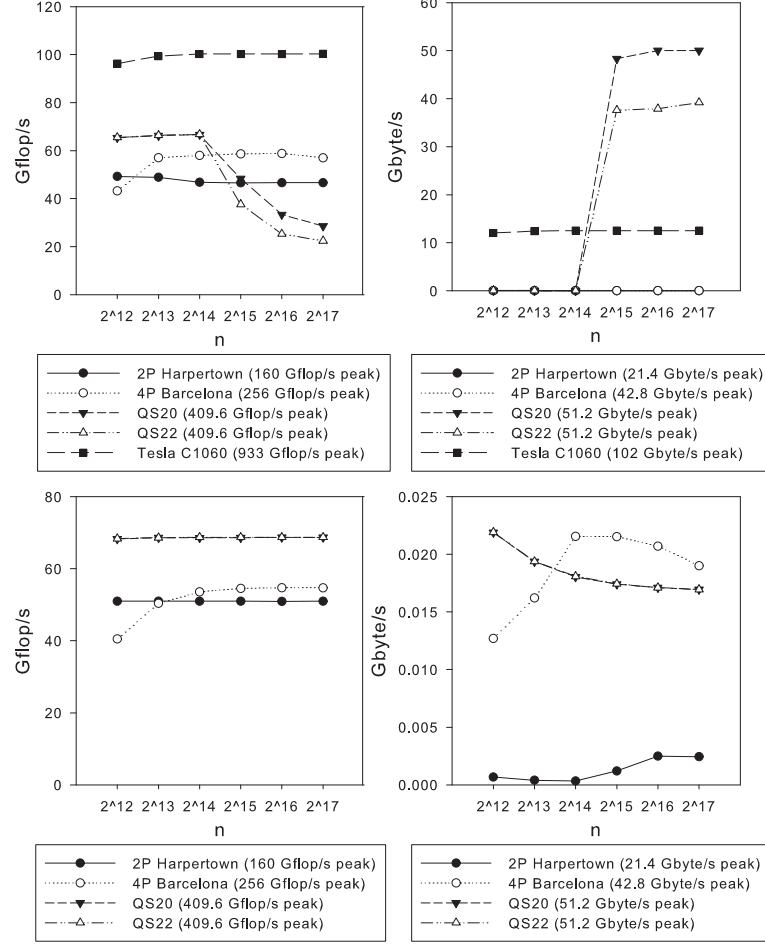 120
100
80
60
40
20
0
Gflop/s
2^12 2^13 2^14 2^15 2^16 2^17
n
2P Harpertown (160 Gflop/s peak)
4P Barcelona (256 Gflop/s peak)
QS20 (409.6 Gflop/s peak)
QS22 (409.6 Gflop/s peak)
Tesla C1060 (933 Gflop/s peak)
60
50
40
30
20
10
0
Gbyte/s
2^12 2^13 2^14 2^15 2^16 2^17
n
2P Harpertown (21.4 Gbyte/s peak)
4P Barcelona (42.8 Gbyte/s peak)
QS20 (51.2 Gbyte/s peak)
QS22 (51.2 Gbyte/s peak)
Tesla C1060 (102 Gbyte/s peak)
80
60
40
20
0
Gflop/s
2^12 2^13 2^14 2^15 2^16 2^17
n
2P Harpertown (160 Gflop/s peak)
4P Barcelona (256 Gflop/s peak)
QS20 (409.6 Gflop/s peak)
QS22 (409.6 Gflop/s peak)
0.025
0.020
0.015
0.010
0.005
0.000
Gbyte/s
2^12 2^13 2^14 2^15 2^16 2^17
n
2P Harpertown (21.4 Gbyte/s peak)
4P Barcelona (42.8 Gbyte/s peak)
QS20 (51.2 Gbyte/s peak)
QS22 (51.2 Gbyte/s peak)